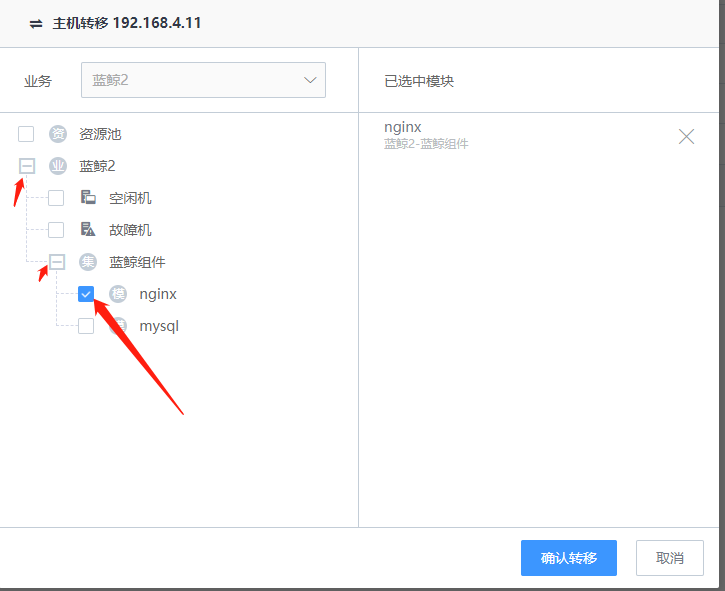 主机转移 192.168.4.11
业务
蓝鲸2
已选中模块
资 资源池
业 蓝鲸2
空闲机
故障机
集 蓝鲸组件
模 nginx
mysql
nginx
蓝鲸2-蓝鲸组件
确认转移
取消